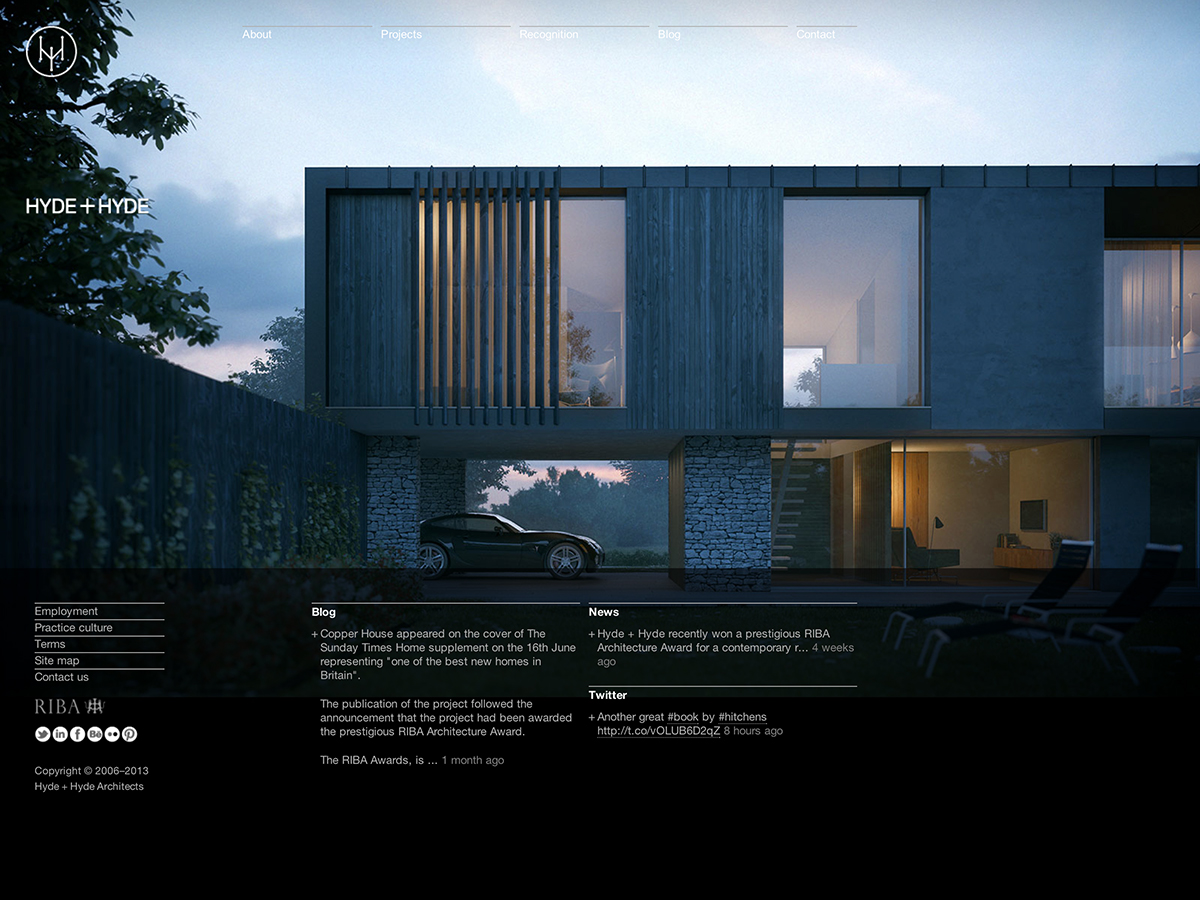 About
Projects
Recognition
Blog
Contact
HYDE + HYDE
Employment
Practice culture
Terms
Site map
Contact us
RIBA
Copyright © 2006–2013
Hyde + Hyde Architects
Blog
+ Copper House appeared on the cover of The
Sunday Times Home supplement on the 16th June
representing "one of the best new homes in
Britain".
The publication of the project followed the
announcement that the project had been awarded
the prestigious RIBA Architecture Award.
The RIBA Awards, is ... 1 month ago
News
+ Hyde + Hyde recently won a prestigious RIBA
Architecture Award for a contemporary r... 4 weeks
ago
Twitter
+ Another great #book by #hitchens
http://t.co/vOLUB6D2qZ 8 hours ago